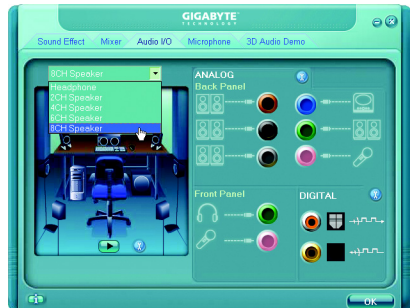 GIGABYTE
TECHNOLOGY
Sound Effect Mixer Audio I/O Microphone 3D Audio Demo
8CH Speaker
Headphone
2CH Speaker
4CH Speaker
6CH Speaker
8CH Speaker
ANALOG
Back Panel
Front Panel
DIGITAL
OK